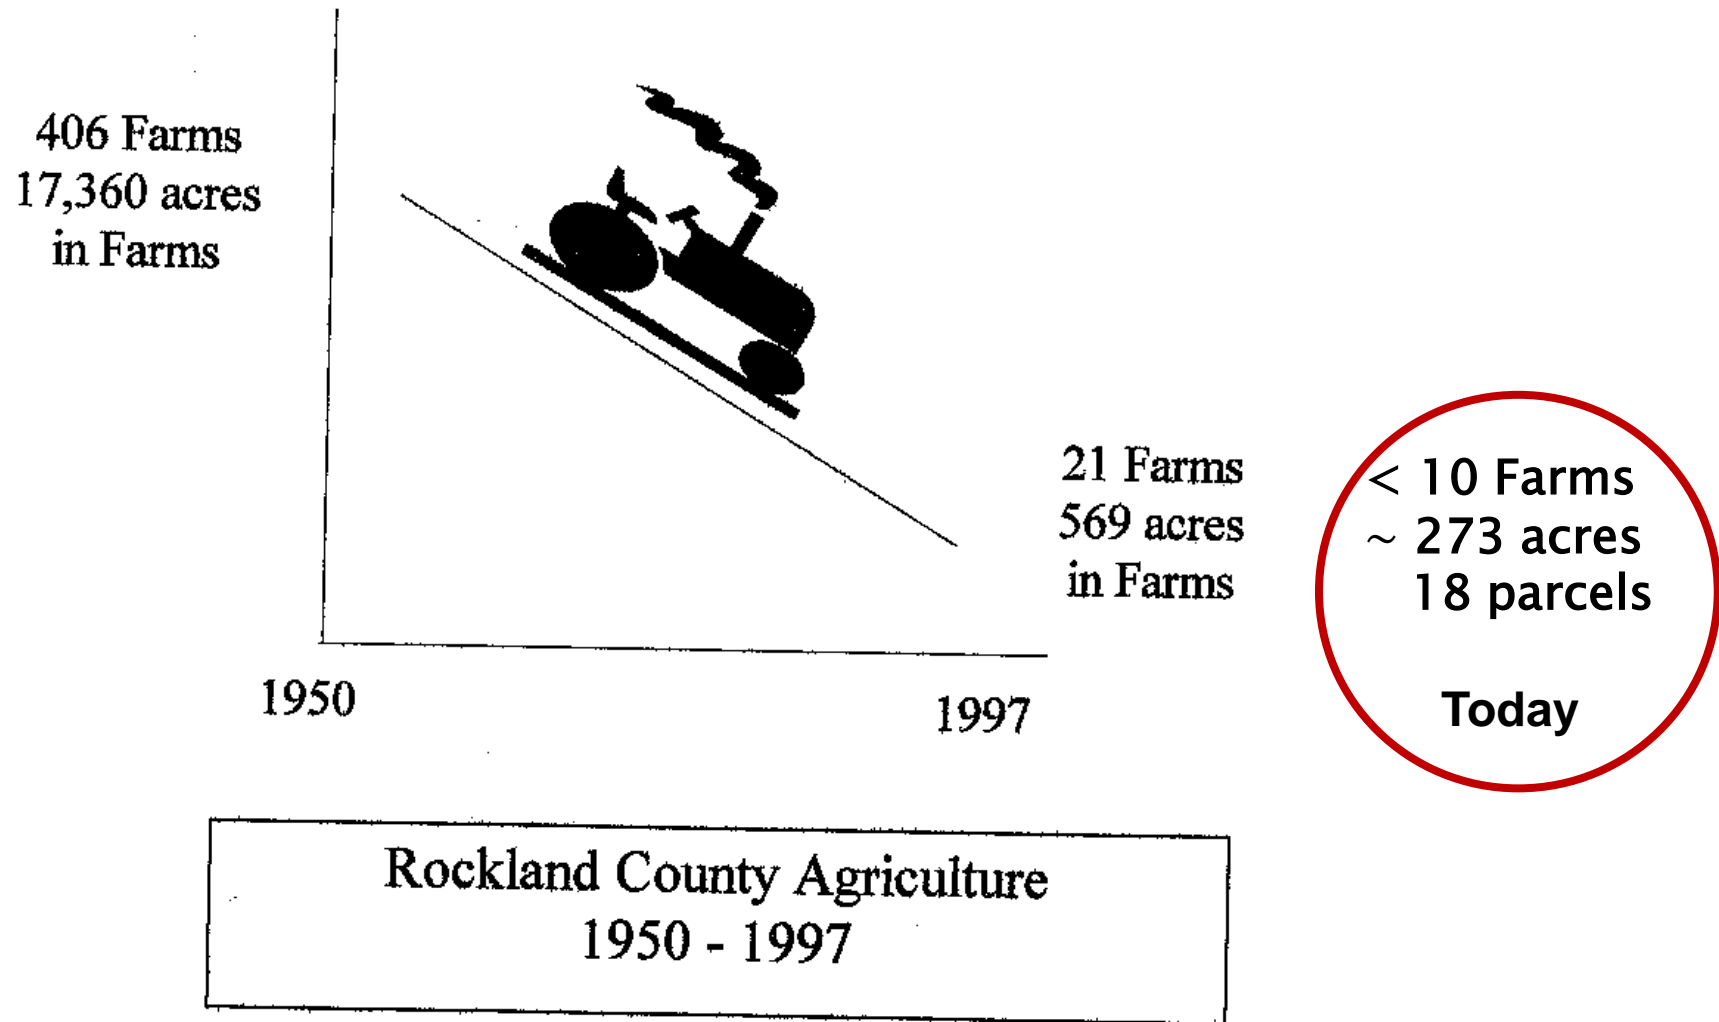 406 Farms
17,360 acres
in Farms
21 Farms
569 acres
in Farms
< 10 Farms
~ 273 acres
18 parcels
Today
1950
1997
Rockland County Agriculture
1950 - 1997